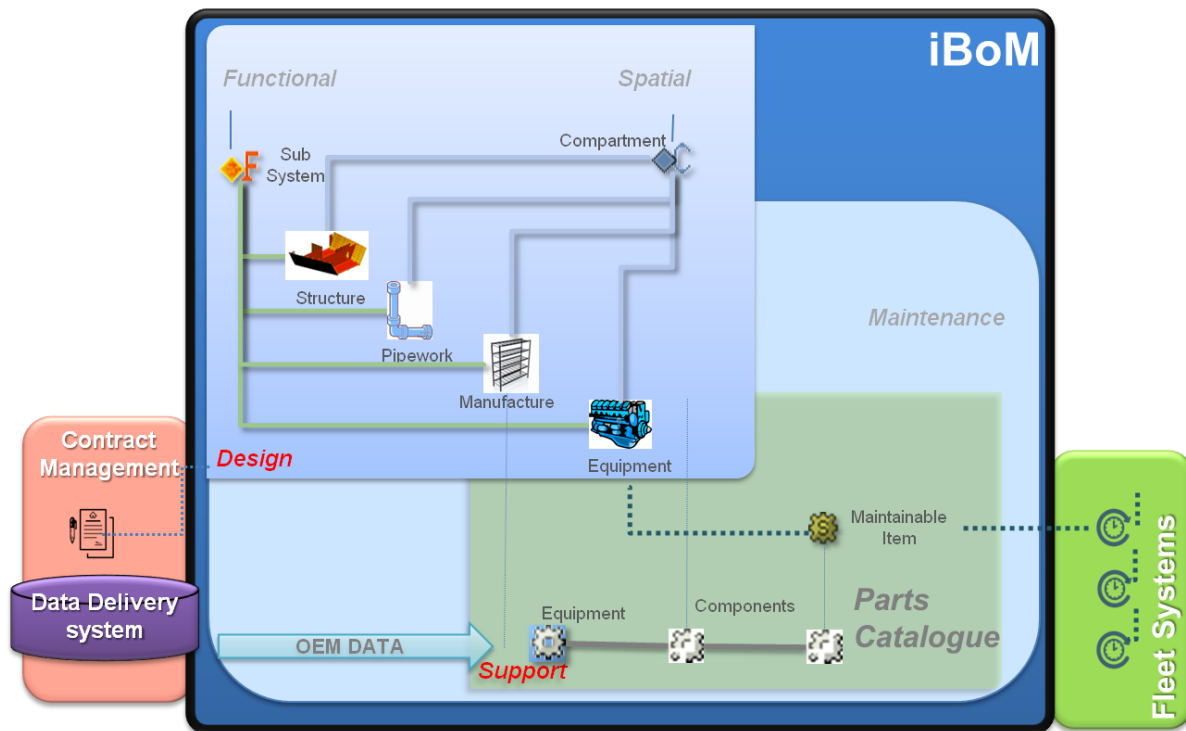 iBoM
Functional
Spatial
Compartment
C
F
Sub
System
Structure
Maintenance
Pipework
Manufacture
Contract
Management
Design
Equipment
S
Maintainable
Item
Fleet Systems
Data Delivery
system
Equipment
Components
Parts
Catalogue
OEM DATA
Support